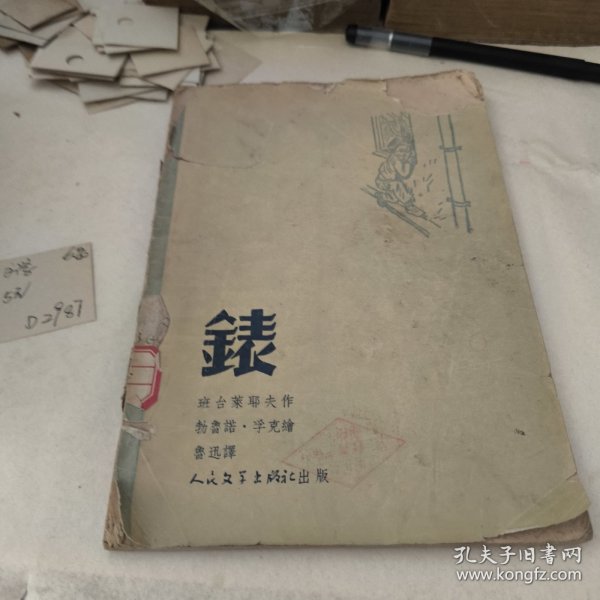 錶
班台萊耶夫作
勃魯諾·孚克繪
魯迅譯
人民文学出版社出版
D2987
孔夫子旧书网
www.kongfz.com